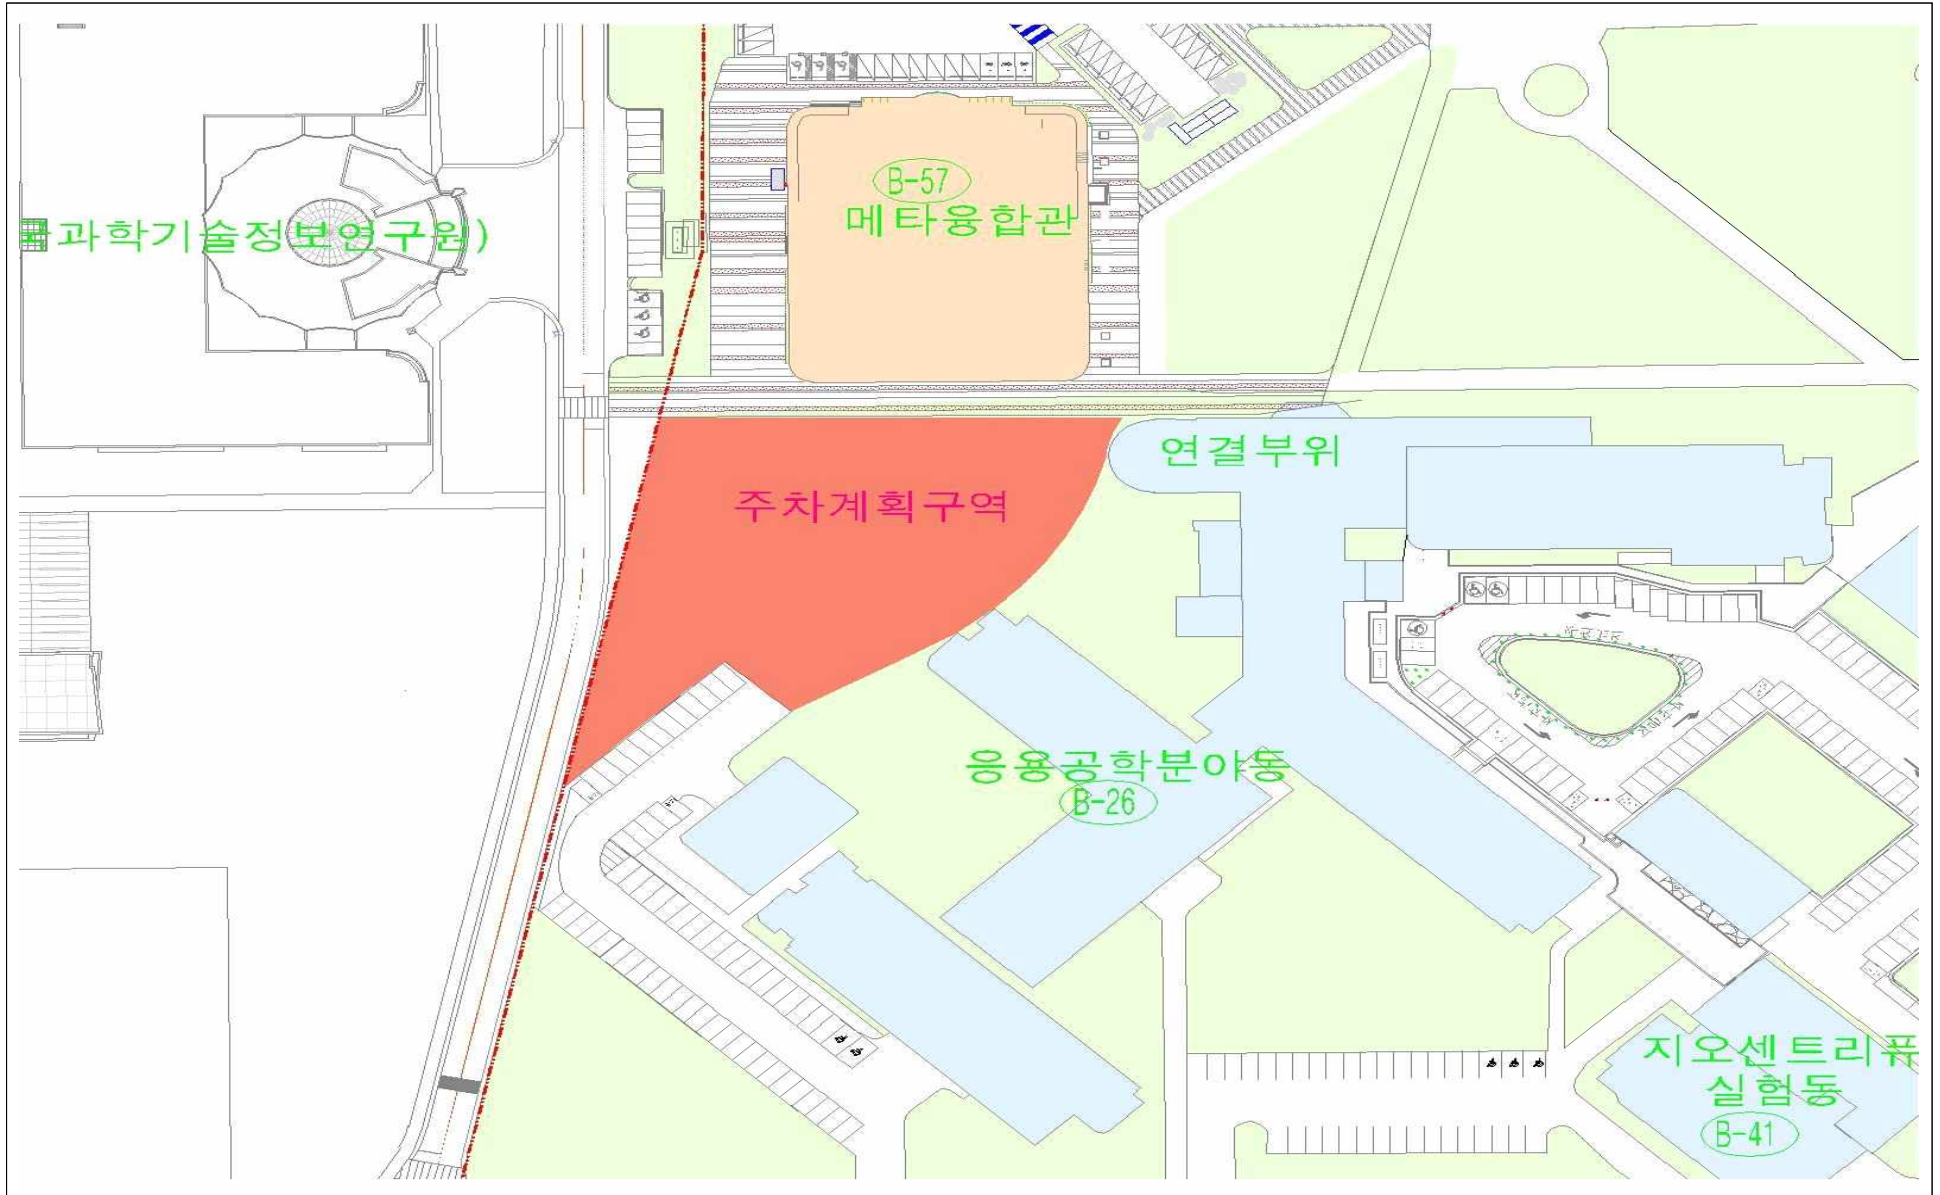 B-57
메타융합관
과학기술정보연구원)
연결부위
주차계획구역
응용공학분야동
B-26
지오센트리퓨
실험동
B-41